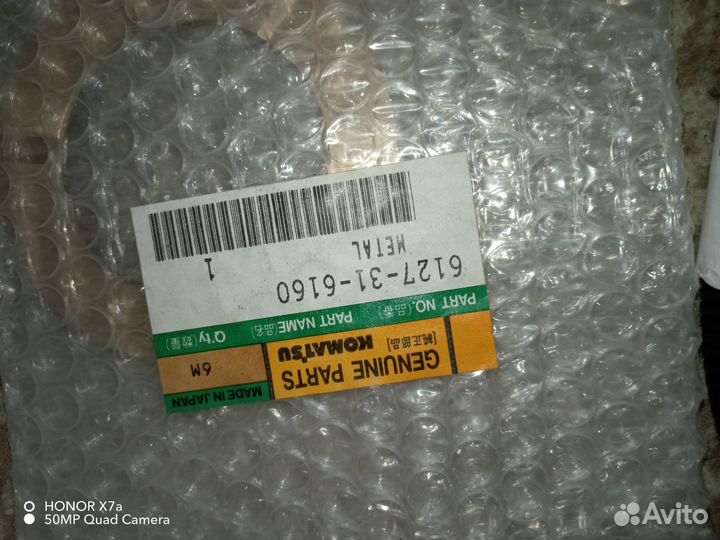 GENUINE PARTS
[純正部品] KOMATSU
MADE IN JAPAN
6M
PART NO.(品番) PART NAME(品名) Q'ty(数量)
6127-31-6160
METAL 1
HONOR X7a
50MP Quad Camera
Avito